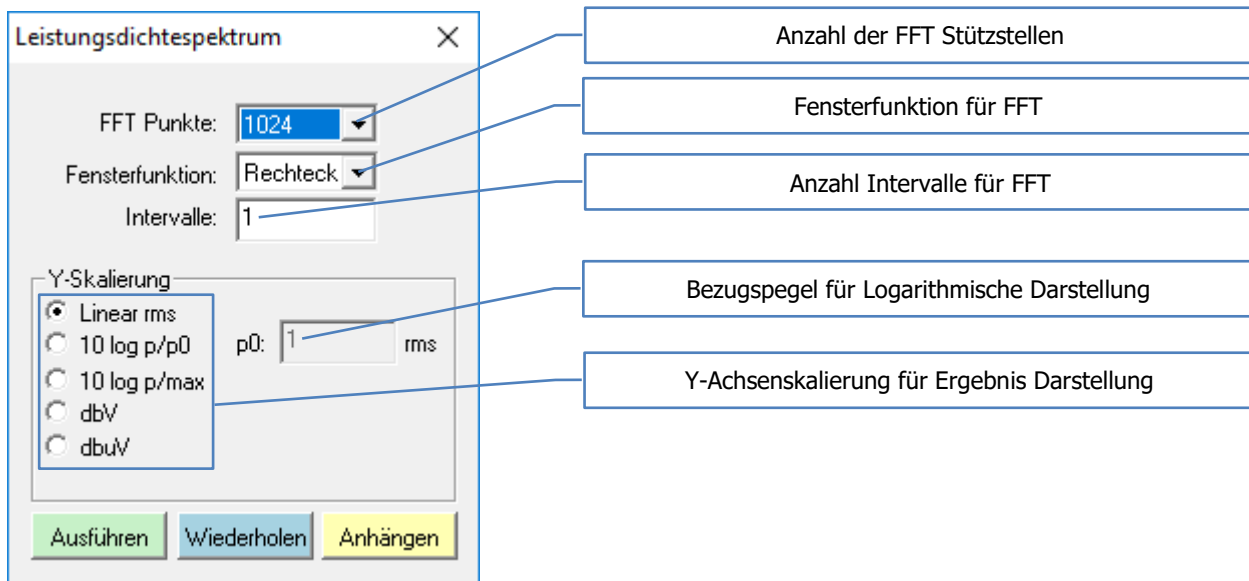 Leistungsdichtespektrum
Anzahl der FFT Stützstellen
FFT Punkte: 1024
Fensterfunktion für FFT
Fensterfunktion: Rechteck
Anzahl Intervalle für FFT
Intervalle: 1
Y-Skalierung
Linear rms
10 log p/p0
p0: 1 rms
10 log p/max
dbV
dbuV
Bezugspegel für Logarithmische Darstellung
Y-Achsenskalierung für Ergebnis Darstellung
Ausführen Wiederholen Anhängen